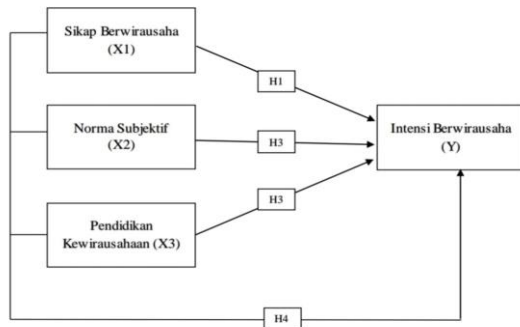 Sikap Berwirausaha
(X1)
H1
Norma Subjektif
(X2)
H3
Intensi Berwirausaha
(Y)
H3
Pendidikan
Kewirausahaan (X3)
H4